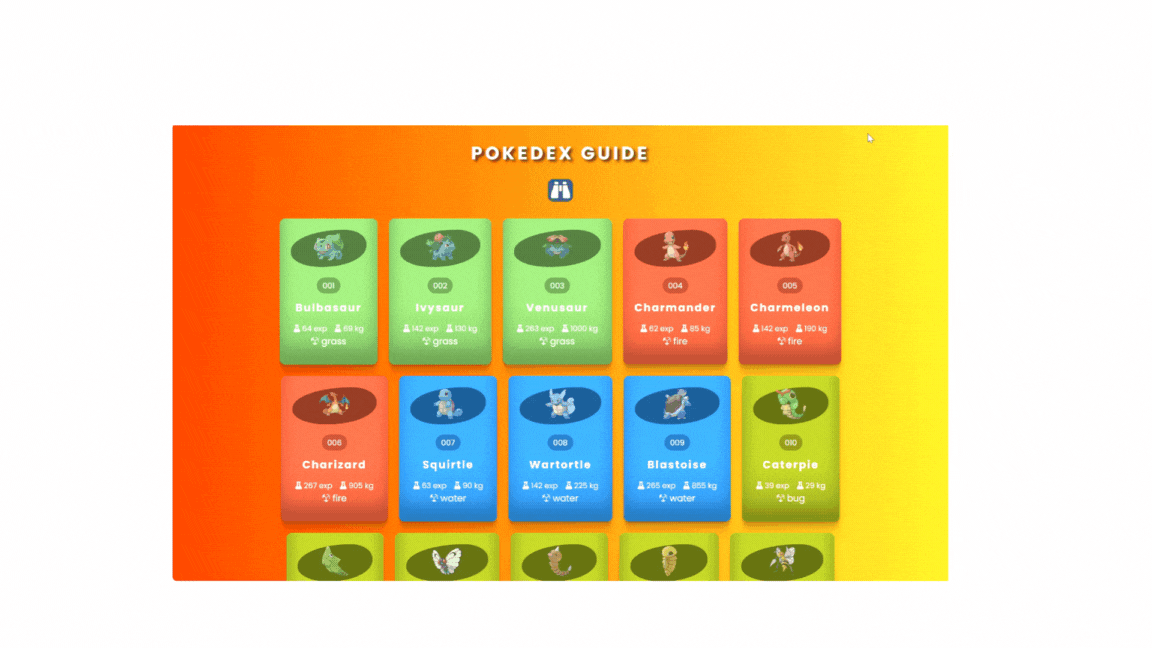 POKEDEX GUIDE
001 002 003 004 005
Bulbasaur Ivysaur Venusaur Charmander Charmeleon
64 exp 69 kg 142 exp 130 kg 263 exp 1000 kg 62 exp 85 kg 142 exp 190 kg
grass grass grass fire fire
006 007 008 009 010
Charizard Squirtle Wartortle Blastoise Caterpie
267 exp 905 kg 63 exp 90 kg 142 exp 225 kg 265 exp 855 kg 39 exp 29 kg
fire water water water bug